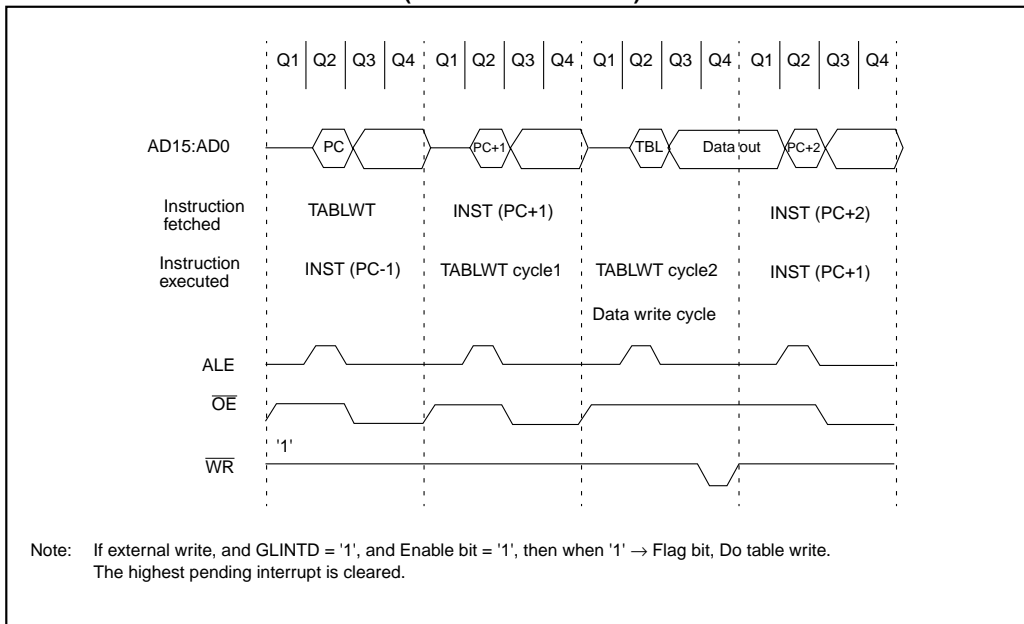 Q1 Q2 Q3 Q4 Q1 Q2 Q3 Q4 Q1 Q2 Q3 Q4 Q1 Q2 Q3 Q4
AD15:AD0 PC PC+1 TBL Data out PC+2
Instruction fetched TABLWT INST (PC+1) INST (PC+2)
Instruction executed INST (PC-1) TABLWT cycle1 TABLWT cycle2 INST (PC+1)
Data write cycle
ALE
OE
'1'
WR
Note: If external write, and GLINTD = '1', and Enable bit = '1', then when '1' → Flag bit, Do table write.
The highest pending interrupt is cleared.